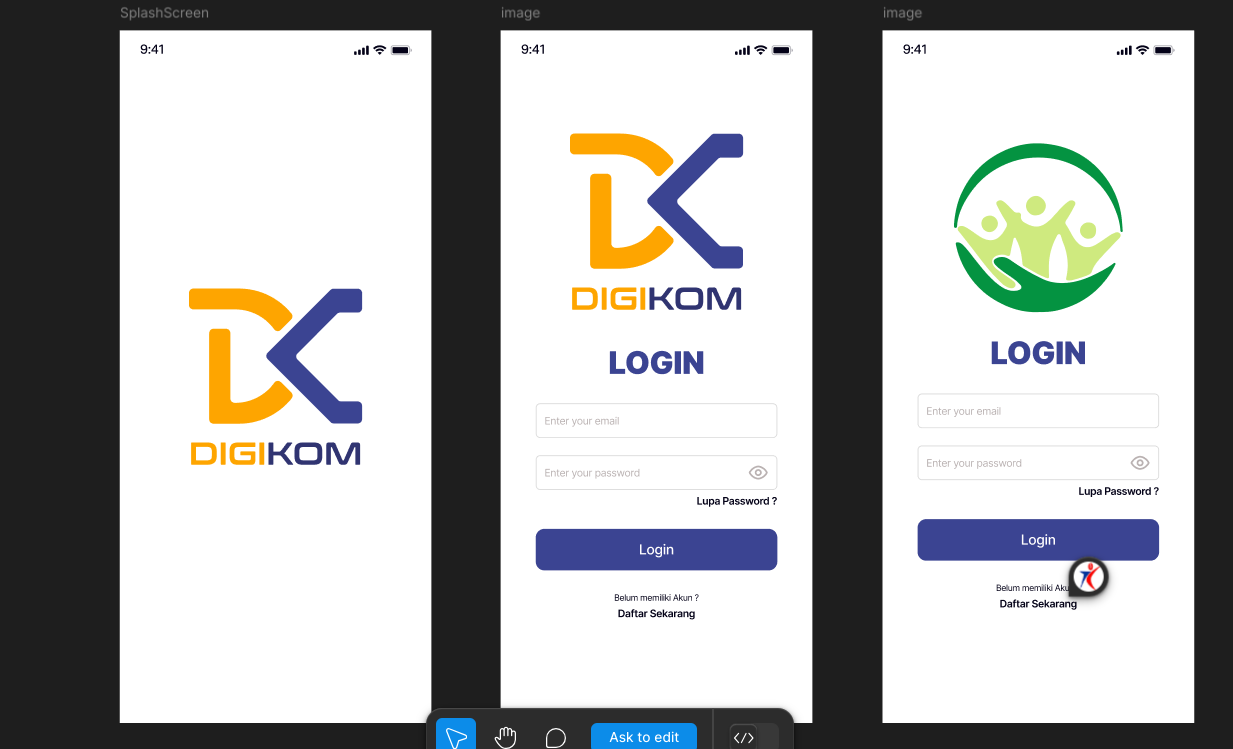 SplashScreen
9:41
DIGIKOM
image
9:41
DIGIKOM
LOGIN
Enter your email
Enter your password
Lupa Password ?
Login
Belum memiliki Akun ?
Daftar Sekarang
image
9:41
LOGIN
Enter your email
Enter your password
Lupa Password ?
Login
Belum memiliki
Daftar Sekarang
Ask to edit